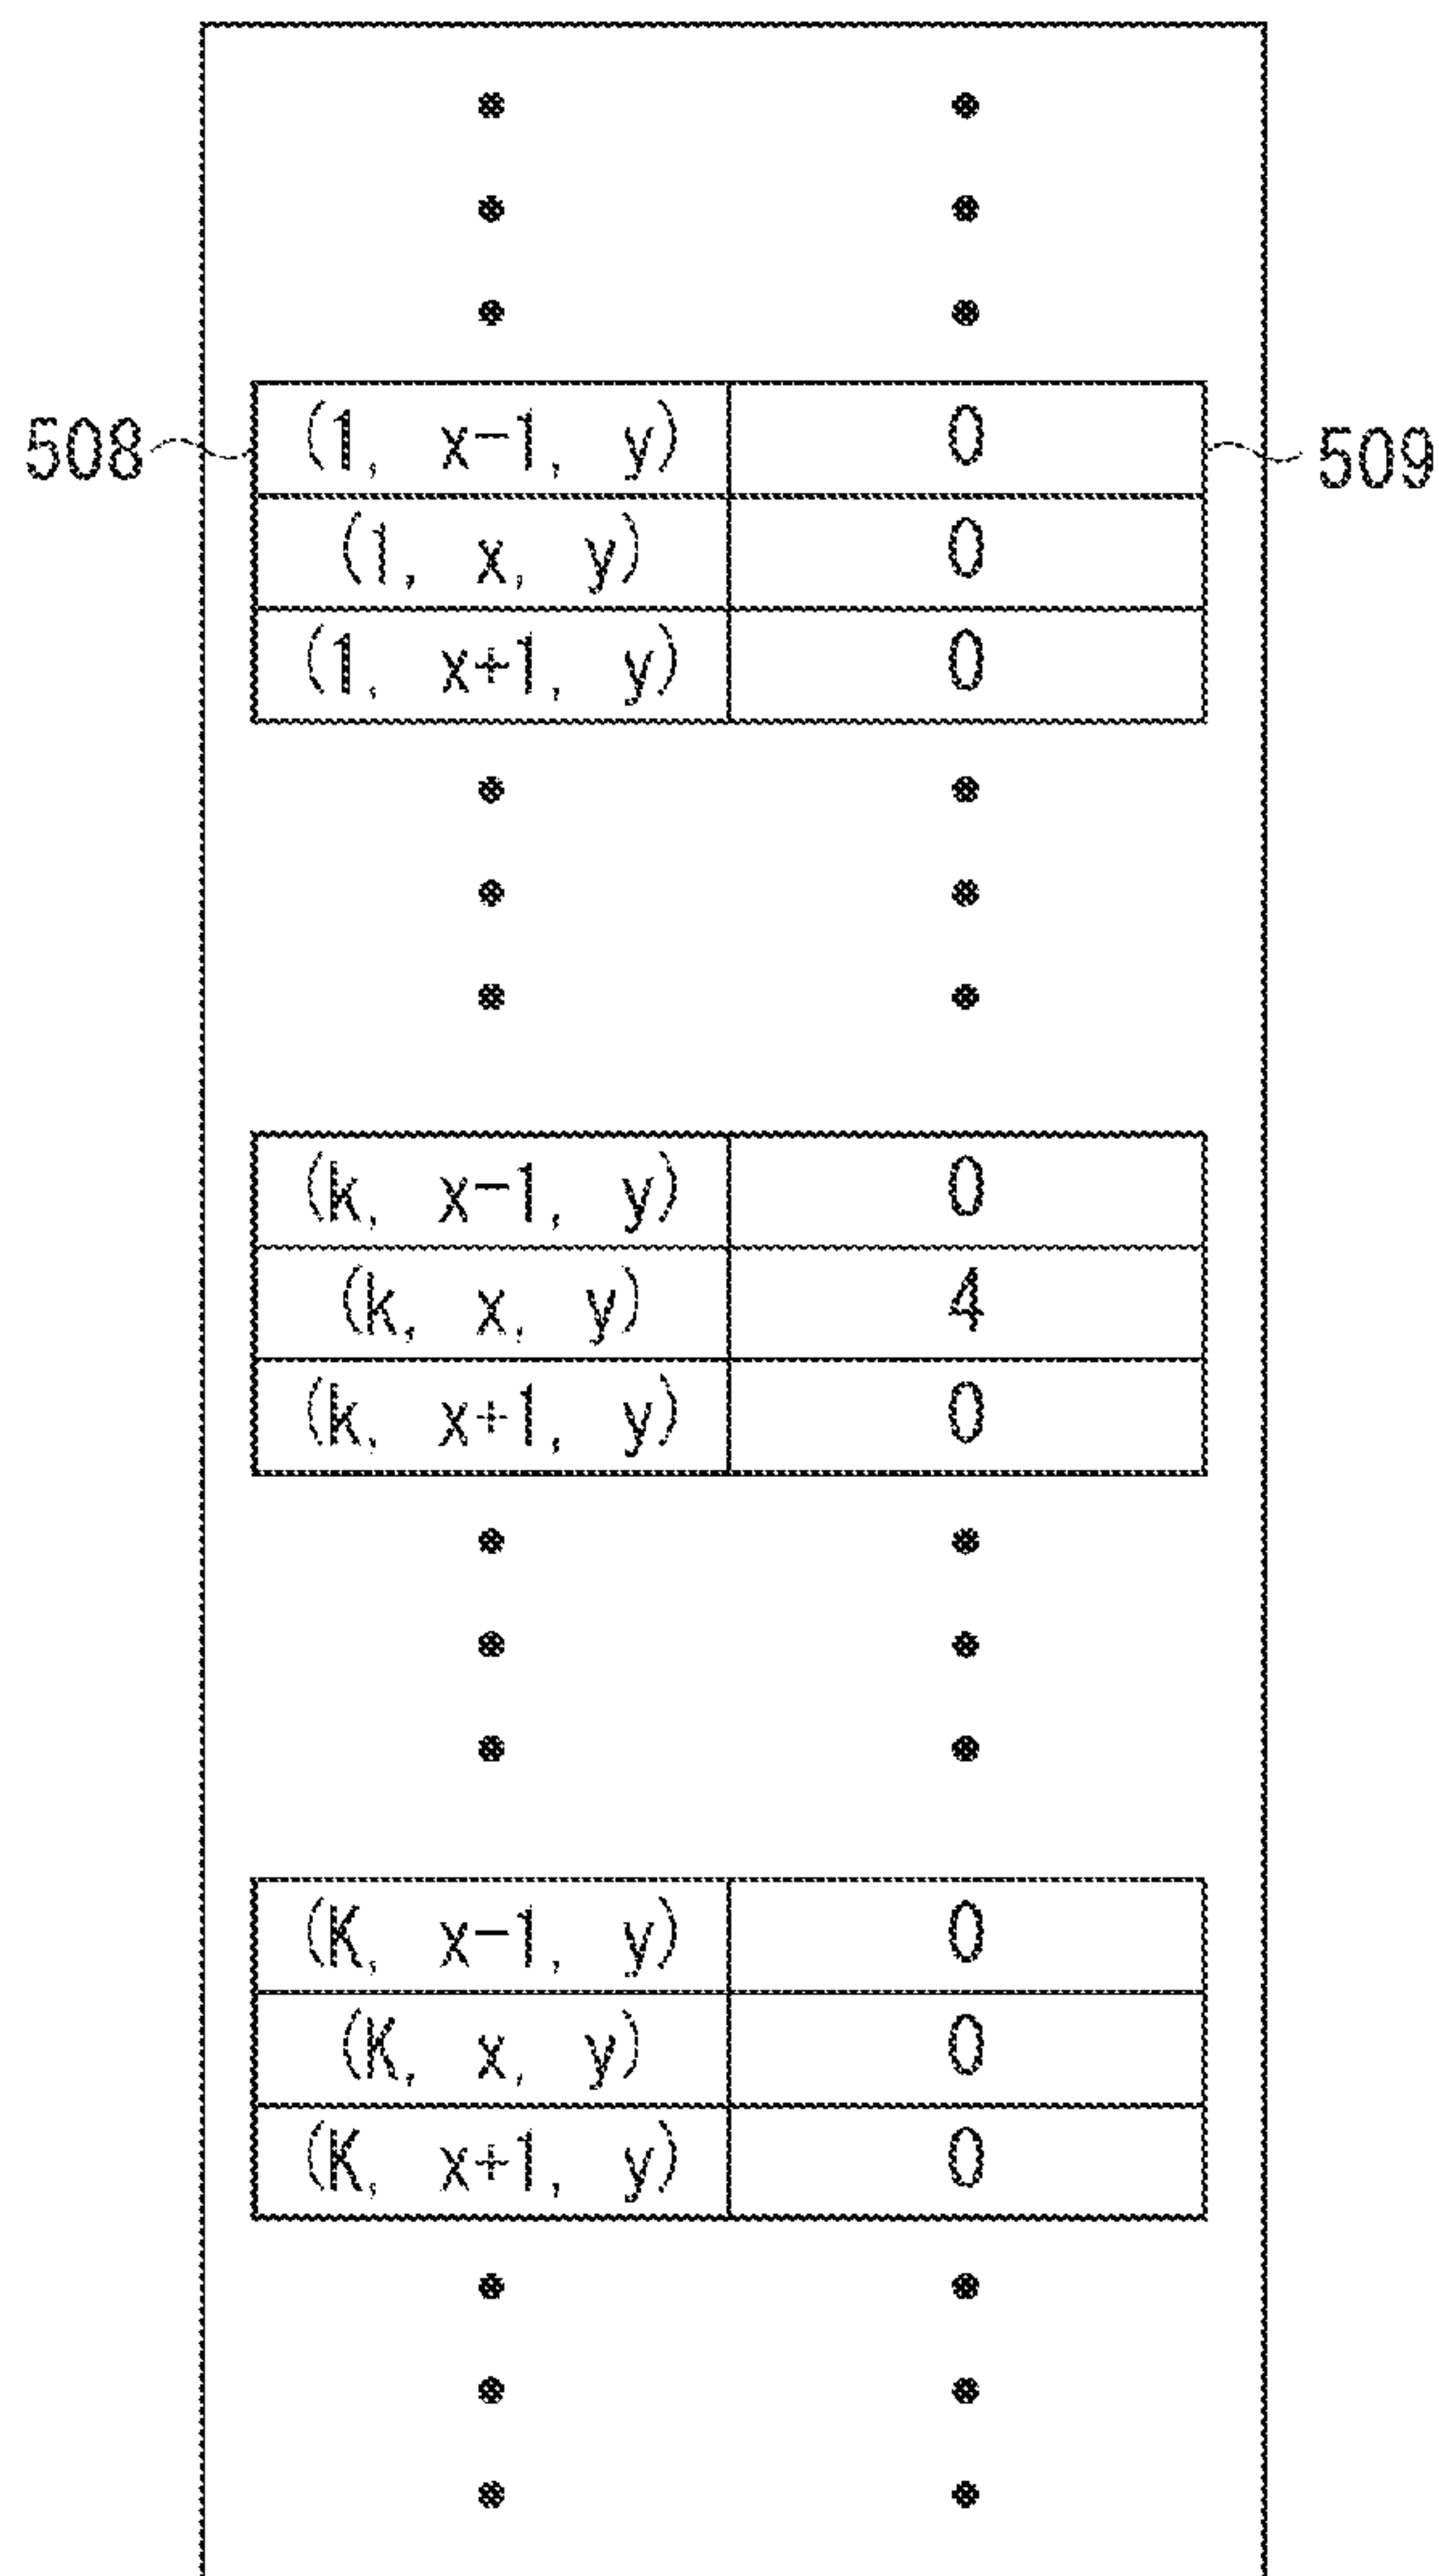 508 (1, x-1, y) 0 509
(1, x, y) 0
(1, x+1, y) 0
(k, x-1, y) 0
(k, x, y) 4
(k, x+1, y) 0
(K, x-1, y) 0
(K, x, y) 0
(K, x+1, y) 0